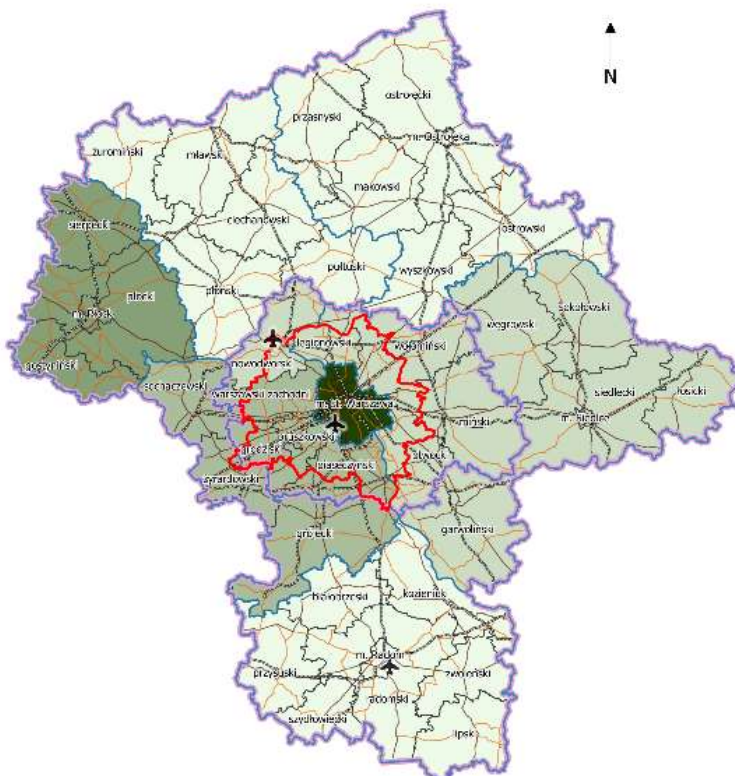 N
ostrołęcki
przasnyski
m. Ostrołęka
żuromiński
mławski
makowski
ciechanowski
sierpecki
ostrowski
pułtuski
wyszkowski
płocki
płoński
sokołowski
węgrowski
m. Płock
legionowski
wołomiński
gostyniński
nowodworski
sochaczewski
warszawski zachodni
siedlecki
łosicki
m. st. Warszawa
miński
m. Siedlce
pruszkowski
grodziski
otwocki
piaseczyński
żyrardowski
grójecki
garwoliński
białobrzeski
kozienicki
m. Radom
przysuski
zwoleński
radomski
szydłowiecki
lipski